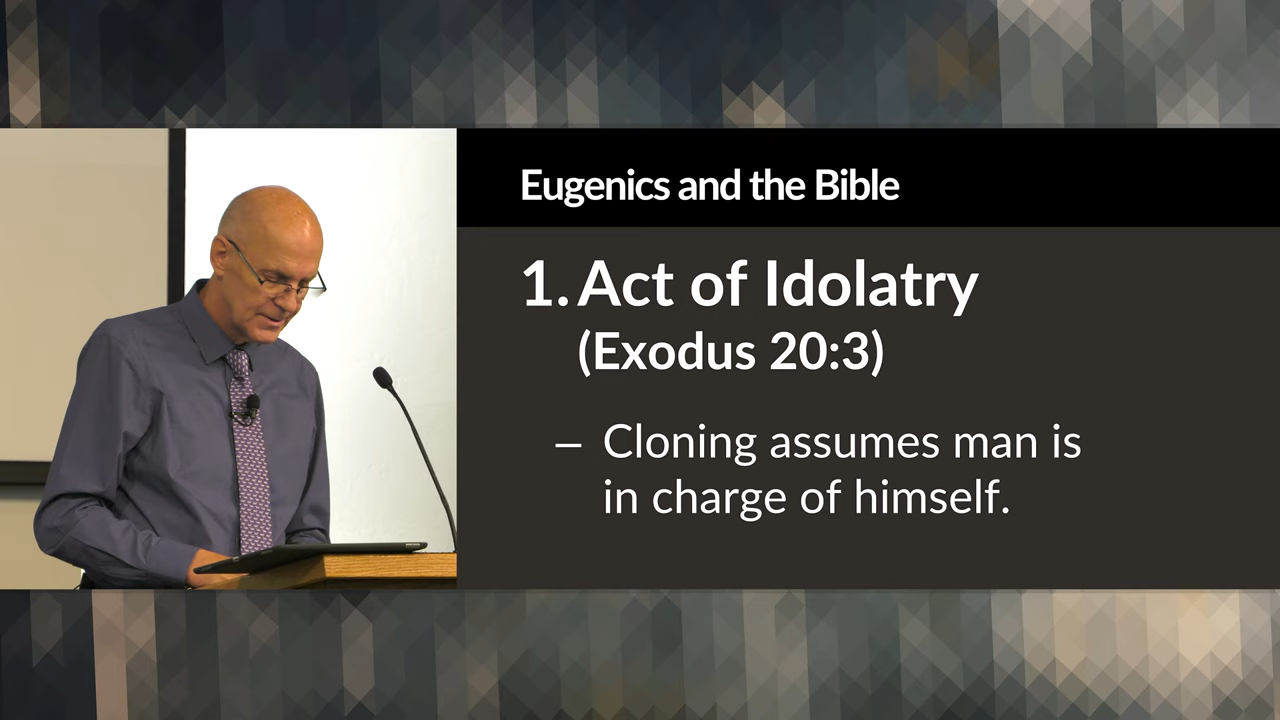 Eugenics and the Bible
1. Act of Idolatry
(Exodus 20:3)
– Cloning assumes man is
in charge of himself.